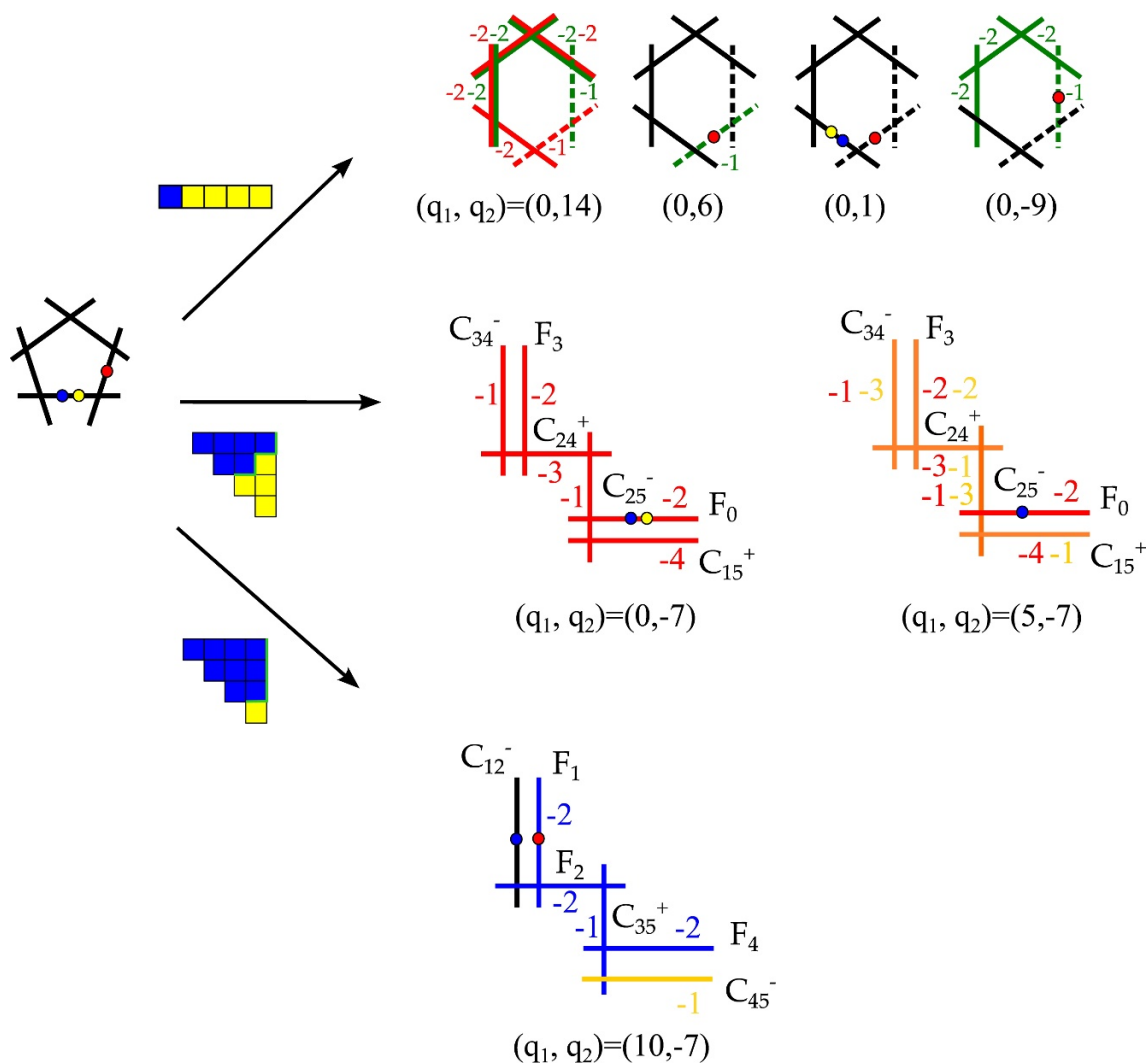 -2 -2 -2 -2
-2 -2 -1 -2 -1
-1
-2 -2 -1
(q₁, q₂)=(0,14) (0,6) (0,1) (0,-9)
C₃₄⁻ F₃
-1 -2
C₂₄⁺
-3
-1 C₂₅⁻ -2 F₀
-4 C₁₅⁺
(q₁, q₂)=(0,-7)
C₃₄⁻ F₃
-1 -3 -2 -2
C₂₄⁺
-3 -1
-1 -3 C₂₅⁻ -2 F₀
-4 -1 C₁₅⁺
(q₁, q₂)=(5,-7)
C₁₂⁻ F₁
-2
F₂
-2
-1 C₃₅⁺ -2 F₄
-1 C₄₅⁻
(q₁, q₂)=(10,-7)